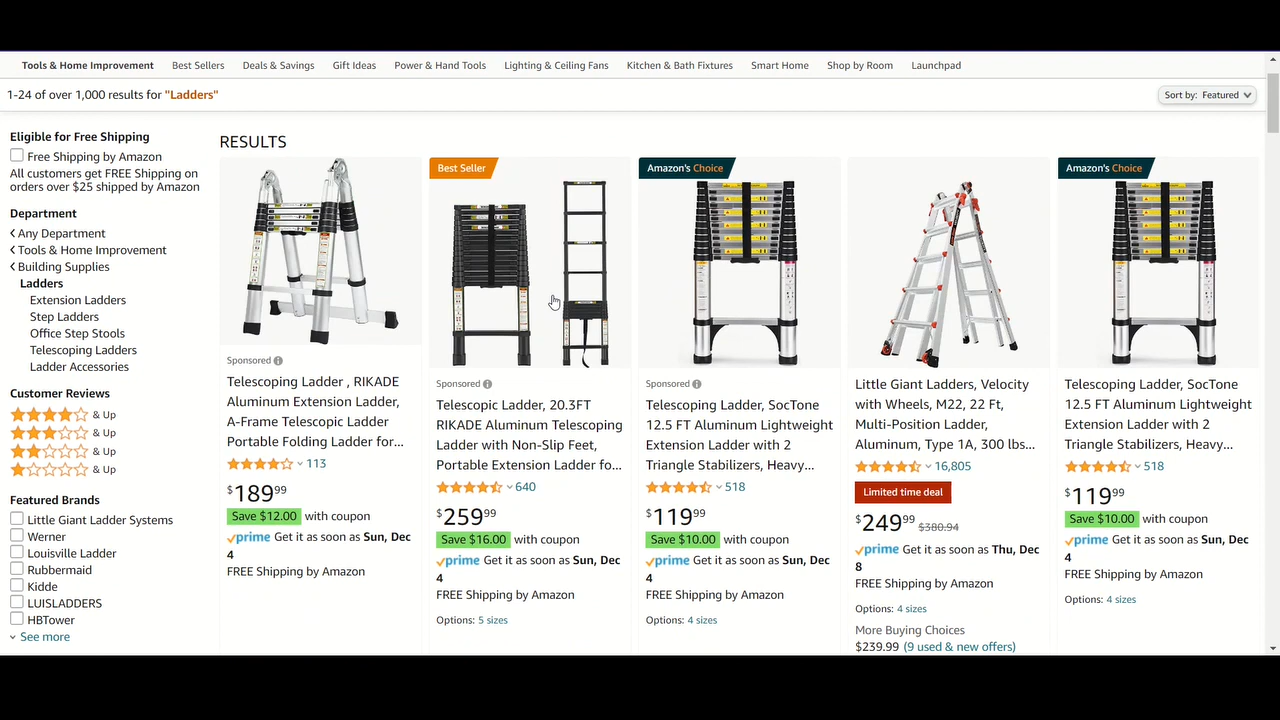 Tools & Home Improvement Best Sellers Deals & Savings Gift Ideas Power & Hand Tools Lighting & Ceiling Fans Kitchen & Bath Fixtures Smart Home Shop by Room Launchpad
1-24 of over 1,000 results for "Ladders"
Sort by: Featured
Eligible for Free Shipping
Free Shipping by Amazon
All customers get FREE Shipping on
orders over $25 shipped by Amazon
Department
Any Department
Tools & Home Improvement
Building Supplies
Ladders
Extension Ladders
Step Ladders
Office Step Stools
Telescoping Ladders
Ladder Accessories
Customer Reviews
& Up
& Up
& Up
& Up
Featured Brands
Little Giant Ladder Systems
Werner
Louisville Ladder
Rubbermaid
Kidde
LUISLADDERS
HBTower
See more
RESULTS
Sponsored
Telescoping Ladder , RIKADE
Aluminum Extension Ladder,
A-Frame Telescopic Ladder
Portable Folding Ladder for...
113
$18999
Save $12.00 with coupon
prime Get it as soon as Sun, Dec
4
FREE Shipping by Amazon
Best Seller
Sponsored
Telescopic Ladder, 20.3FT
RIKADE Aluminum Telescoping
Ladder with Non-Slip Feet,
Portable Extension Ladder fo...
640
$25999
Save $16.00 with coupon
prime Get it as soon as Sun, Dec
4
FREE Shipping by Amazon
Options: 5 sizes
Amazon's Choice
Sponsored
Telescoping Ladder, SocTone
12.5 FT Aluminum Lightweight
Extension Ladder with 2
Triangle Stabilizers, Heavy...
518
$11999
Save $10.00 with coupon
prime Get it as soon as Sun, Dec
4
FREE Shipping by Amazon
Options: 4 sizes
Little Giant Ladders, Velocity
with Wheels, M22, 22 Ft,
Multi-Position Ladder,
Aluminum, Type 1A, 300 lbs...
16,805
Limited time deal
$24999 $380.94
prime Get it as soon as Thu, Dec
8
FREE Shipping by Amazon
Options: 4 sizes
More Buying Choices
$239.99 (9 used & new offers)
Amazon's Choice
Telescoping Ladder, SocTone
12.5 FT Aluminum Lightweight
Extension Ladder with 2
Triangle Stabilizers, Heavy...
518
$11999
Save $10.00 with coupon
prime Get it as soon as Sun, Dec
4
FREE Shipping by Amazon
Options: 4 sizes